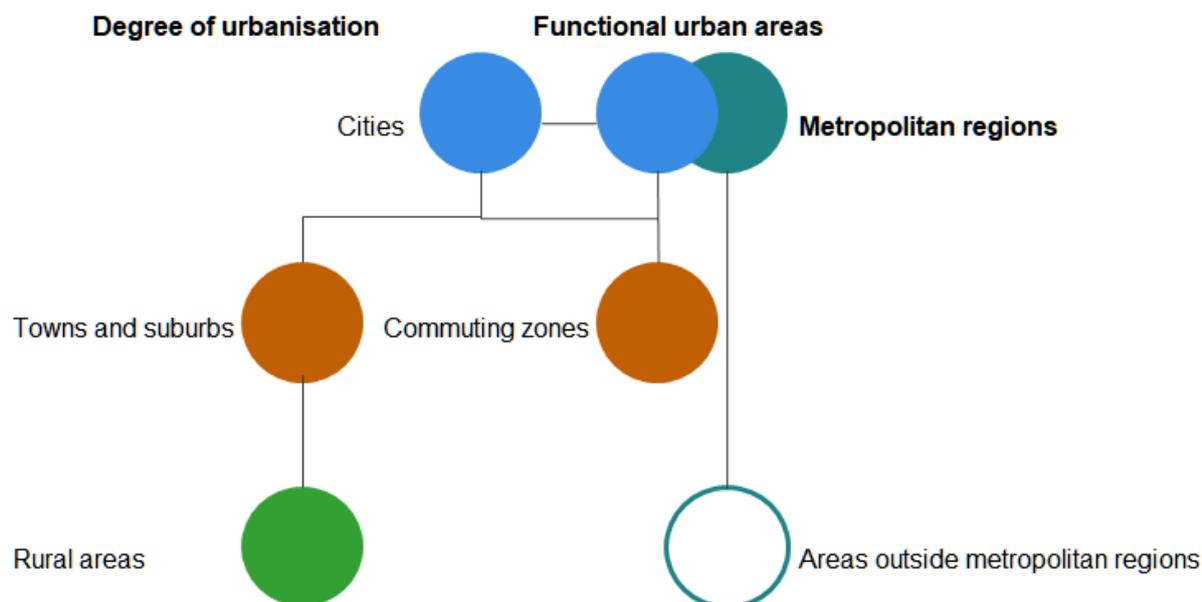 Degree of urbanisation
Functional urban areas
Cities
Metropolitan regions
Towns and suburbs
Commuting zones
Rural areas
Areas outside metropolitan regions